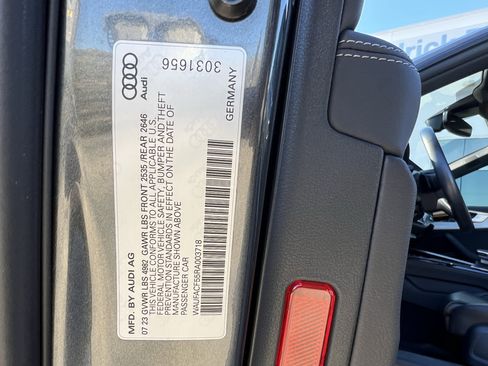 Audi
3031656
GERMANY
MFD. BY AUDI AG
07 23 GVWR LBS 4982 GAWR LBS FRONT 2535 /REAR 2646
THIS VEHICLE CONFORMS TO ALL APPLICABLE U.S.
FEDERAL MOTOR VEHICLE SAFETY, BUMPER AND THEFT
PREVENTION STANDARDS IN EFFECT ON THE DATE OF
MANUFACTURE SHOWN ABOVE
PASSENGER CAR
WAUFACF55RA003718